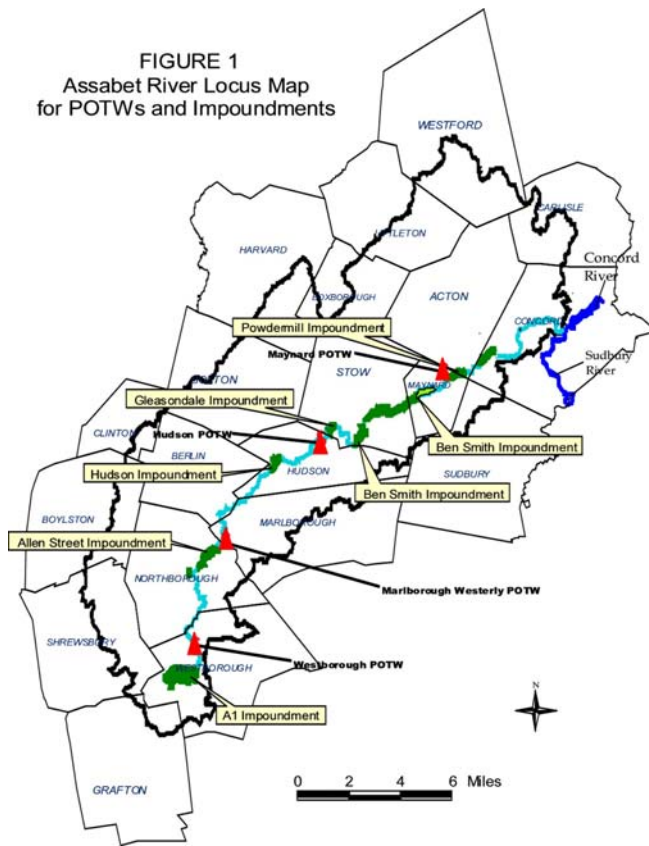 FIGURE 1
Assabet River Locus Map
for POTWs and Impoundments
WESTFORD
CARLISLE
LITTLETON
HARVARD
Concord
River
BOXBOROUGH
ACTON
CONCORD
Powdermill Impoundment
Maynard POTW
STOW
Sudbury
River
BOLTON
MAYNARD
Gleasondale Impoundment
CLINTON
Hudson POTW
BERLIN
Ben Smith Impoundment
Hudson Impoundment
HUDSON
SUDBURY
Ben Smith Impoundment
BOYLSTON
MARLBOROUGH
Allen Street Impoundment
NORTHBOROUGH
Marlborough Westerly POTW
SHREWSBURY
WESTBOROUGH
Westborough POTW
A1 Impoundment
N
GRAFTON
0 2 4 6 Miles